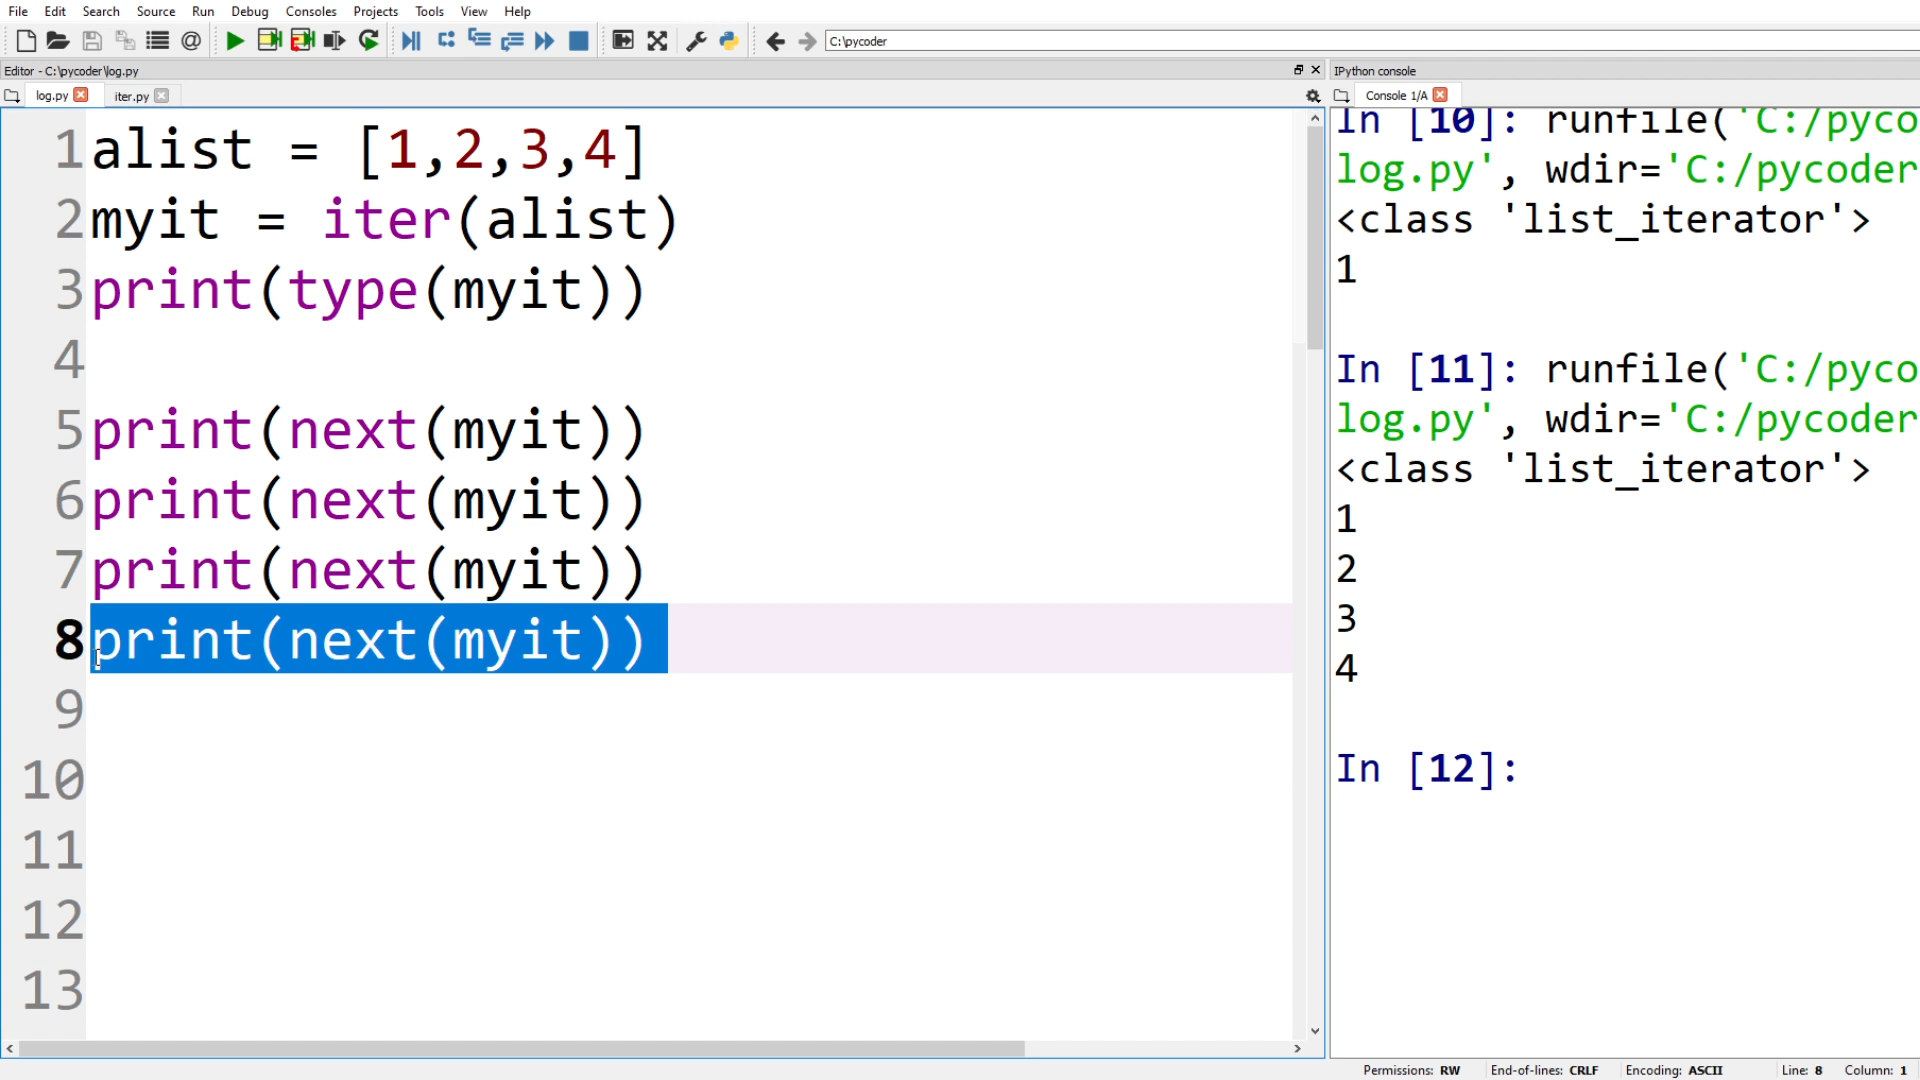 File Edit Search Source Run Debug Consoles Projects Tools View Help
C:\pycoder
Editor - C:\pycoder\log.py
IPython console
log.py iter.py
Console 1/A
1 alist = [1,2,3,4]
2 myit = iter(alist)
3 print(type(myit))
4
5 print(next(myit))
6 print(next(myit))
7 print(next(myit))
8 print(next(myit))
9
10
11
12
13
In [10]: runfile('C:/pyco
log.py', wdir='C:/pycoder
<class 'list_iterator'>
1
In [11]: runfile('C:/pyco
log.py', wdir='C:/pycoder
<class 'list_iterator'>
1
2
3
4
In [12]:
Permissions: RW End-of-lines: CRLF Encoding: ASCII Line: 8 Column: 1